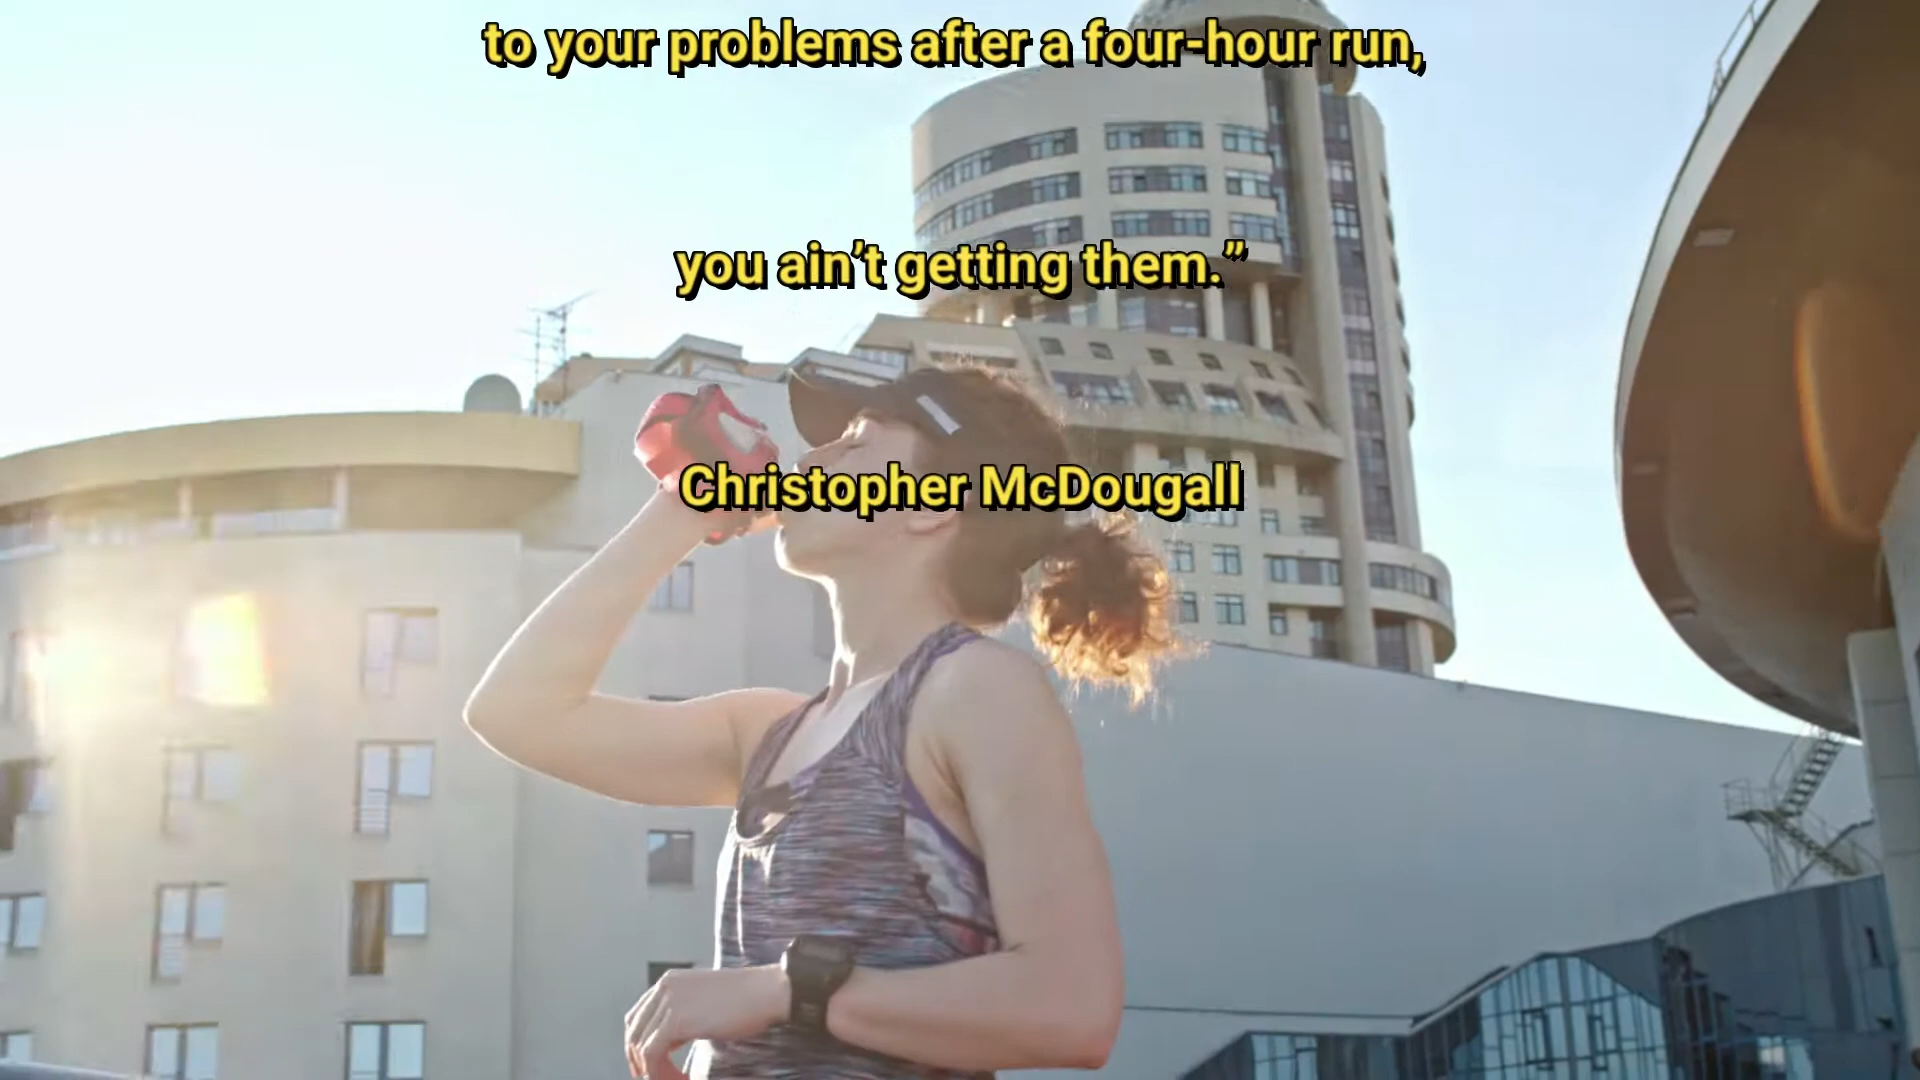 to your problems after a four-hour run,
you ain’t getting them.”
Christopher McDougall